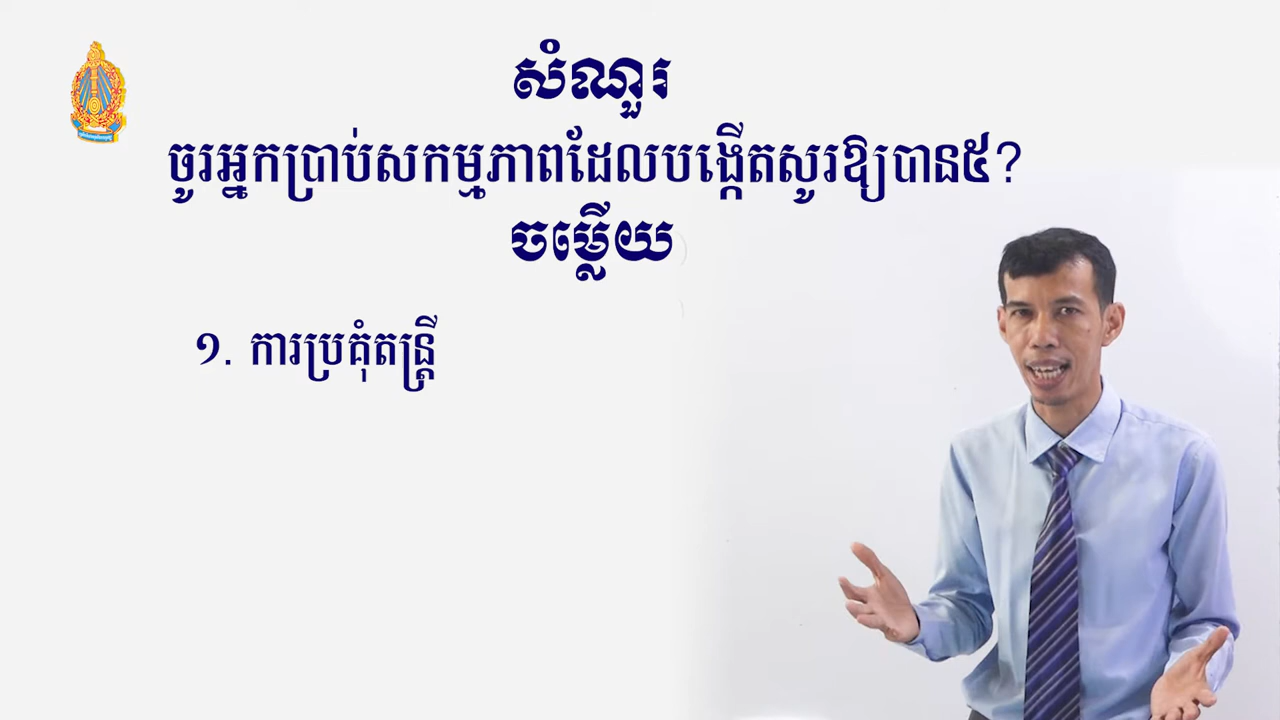 សំណួរ
ចូរអ្នកប្រាប់សកម្មភាពដែលបង្កើតសូរឱ្យបាន៥?
ចម្លើយ
១. ការប្រគុំតន្ត្រី